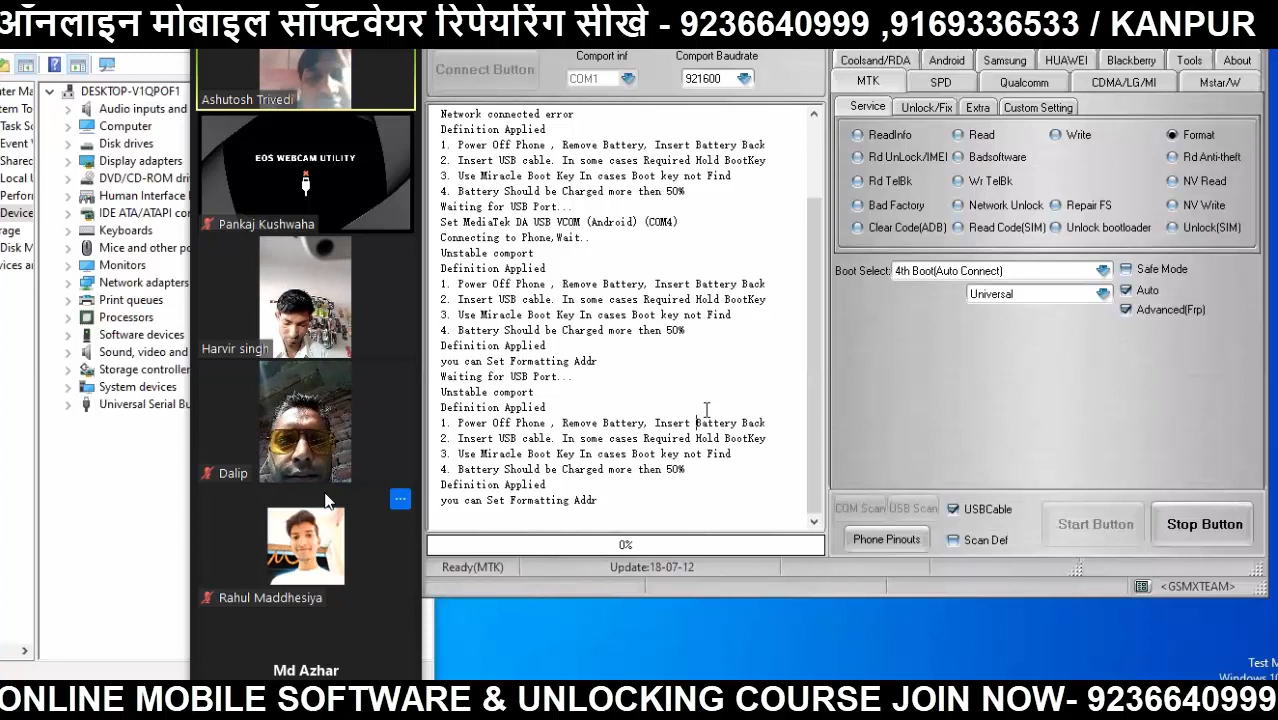 ऑनलाइन मोबाइल सॉफ्टवेयर रिपेयरिंग सीखे - 9236640999 ,9169336533 / KANPUR
DESKTOP-V1QPOF1
Audio inputs and
Computer
Disk drives
Display adapters
DVD/CD-ROM dri
Human Interface
IDE ATA/ATAPI cor
Keyboards
Mice and other po
Monitors
Network adapters
Print queues
Processors
Software devices
Sound, video and
Storage controller
System devices
Universal Serial Bu
Ashutosh Trivedi
EOS WEBCAM UTILITY
Pankaj Kushwaha
Harvir singh
Dalip
Rahul Maddhesiya
Md Azhar
Connect Button
Comport inf
COM1
Comport Baudrate
921600
Network connected error
Definition Applied
1. Power Off Phone , Remove Battery, Insert Battery Back
2. Insert USB cable. In some cases Required Hold BootKey
3. Use Miracle Boot Key In cases Boot key not Find
4. Battery Should be Charged more then 50%
Waiting for USB Port...
Set MediaTek DA USB VCOM (Android) (COM4)
Connecting to Phone,Wait..
Unstable comport
Definition Applied
1. Power Off Phone , Remove Battery, Insert Battery Back
2. Insert USB cable. In some cases Required Hold BootKey
3. Use Miracle Boot Key In cases Boot key not Find
4. Battery Should be Charged more then 50%
Definition Applied
you can Set Formatting Addr
Waiting for USB Port...
Unstable comport
Definition Applied
1. Power Off Phone , Remove Battery, Insert Battery Back
2. Insert USB cable. In some cases Required Hold BootKey
3. Use Miracle Boot Key In cases Boot key not Find
4. Battery Should be Charged more then 50%
Definition Applied
you can Set Formatting Addr
0%
Ready(MTK) Update:18-07-12
Coolsand/RDA Android Samsung HUAWEI Blackberry Tools About
MTK SPD Qualcomm CDMA/LG/MI Mstar/W
Service Unlock/Fix Extra Custom Setting
ReadInfo Read Write Format
Rd UnLock/IMEI Badsoftware Rd Anti-theft
Rd TelBk Wr TelBk NV Read
Bad Factory Network Unlock Repair FS NV Write
Clear Code(ADB) Read Code(SIM) Unlock bootloader Unlock(SIM)
Boot Select: 4th Boot(Auto Connect) Safe Mode
Universal Auto
Advanced(Frp)
COM Scan USB Scan USBCable Start Button Stop Button
Phone Pinouts Scan Def
<GSMXTEAM>
ONLINE MOBILE SOFTWARE & UNLOCKING COURSE JOIN NOW- 9236640999